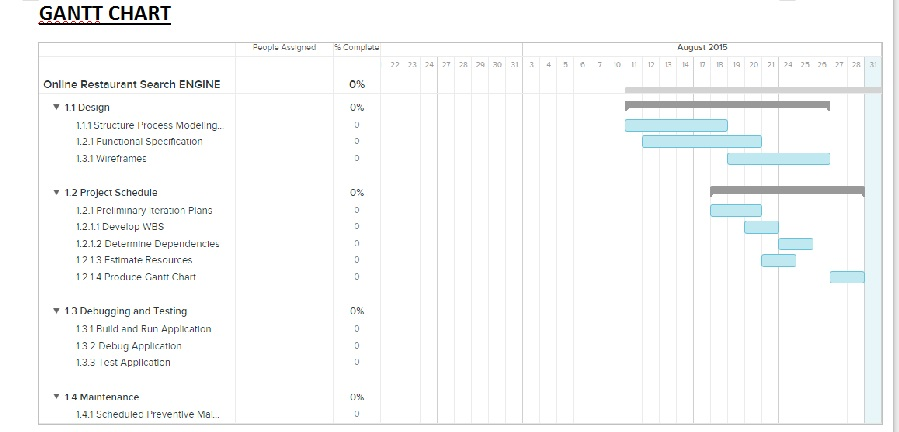 GANTT CHART
People Assigned % Complete August 2015
22 23 24 27 28 29 30 31 3 4 5 6 7 10 11 12 13 14 17 18 19 20 21 24 25 26 27 28 31
Online Restaurant Search ENGINE 0%
1.1 Design 0%
1.1.1 Structure Process Modeling... 0
1.2.1 Functional Specification 0
1.3.1 Wireframes 0
1.2 Project Schedule 0%
1.2.1 Preliminary Iteration Plans 0
1.2.1.1 Develop WBS 0
1.2.1.2 Determine Dependencies 0
1.2.1.3 Estimate Resources 0
1.2.1.4 Produce Gantt Chart 0
1.3 Debugging and Testing 0%
1.3.1 Build and Run Application 0
1.3.2 Debug Application 0
1.3.3 Test Application 0
1.4 Maintenance 0%
1.4.1 Scheduled Preventive Mai... 0